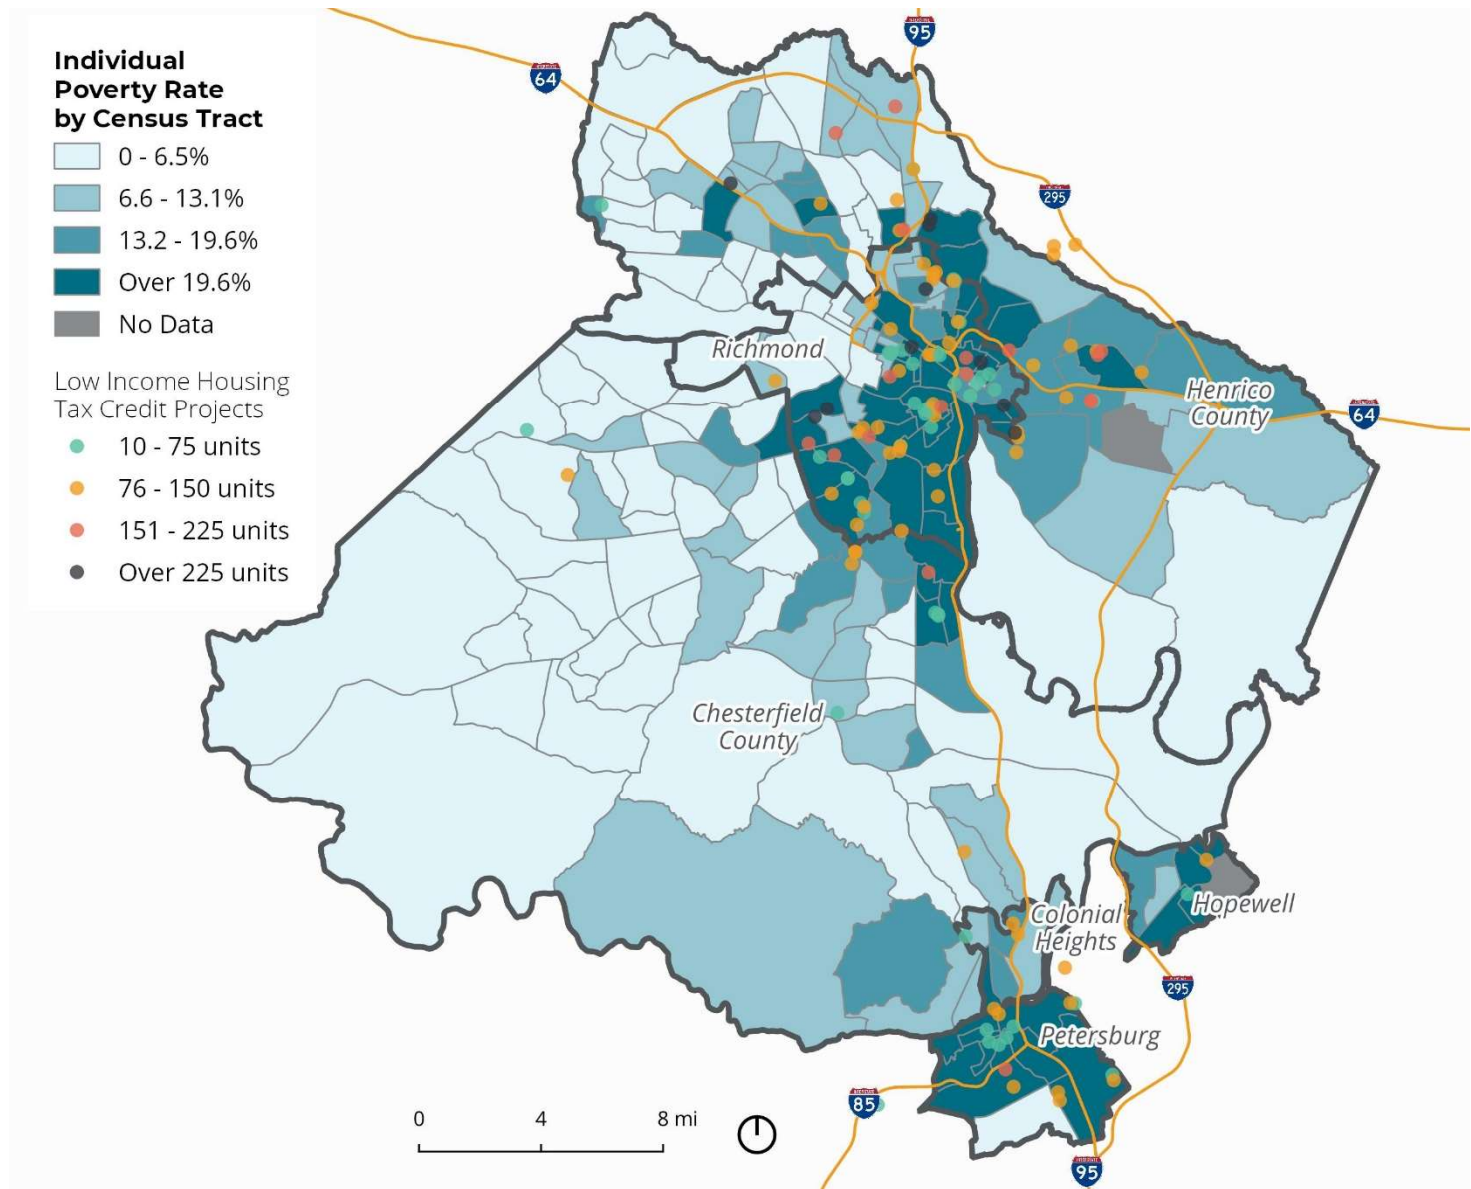 Individual
Poverty Rate
by Census Tract
0 - 6.5%
6.6 - 13.1%
13.2 - 19.6%
Over 19.6%
No Data
Low Income Housing
Tax Credit Projects
10 - 75 units
76 - 150 units
151 - 225 units
Over 225 units
95
64
295
Richmond
Henrico
County
64
Chesterfield
County
Colonial
Heights
Hopewell
295
Petersburg
85
95
0 4 8 mi